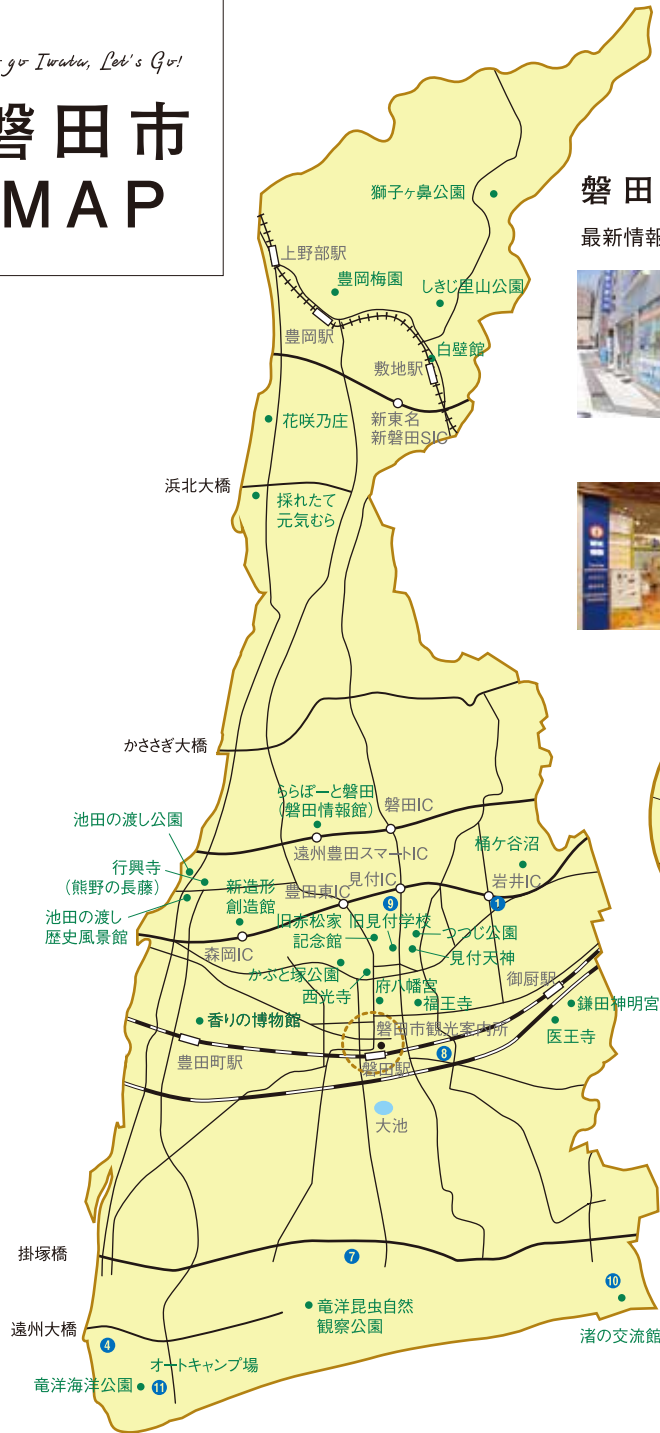 go Iwata, Let's Go!
磐田市
MAP
磐田
最新情報
獅子ヶ鼻公園
上野部駅
豊岡梅園
しきじ里山公園
豊岡駅
白壁館
敷地駅
花咲乃庄
新東名
新磐田SIC
浜北大橋
採れたて
元気むら
かささぎ大橋
ららぽーと磐田
(磐田情報館)
磐田IC
池田の渡し公園
遠州豊田スマートIC
桶ケ谷沼
行興寺
(熊野の長藤)
新造形
創造館
豊田東IC
見付IC
岩井IC
9
1
池田の渡し
歴史風景館
旧赤松家
記念館
旧見付学校
つつじ公園
森岡IC
見付天神
かぶと塚公園
西光寺
府八幡宮
御厨駅
福王寺
鎌田神明宮
香りの博物館
磐田市観光案内所
医王寺
8
豊田町駅
磐田駅
大池
掛塚橋
7
10
竜洋昆虫自然
観察公園
遠州大橋
渚の交流館
4
オートキャンプ場
竜洋海洋公園
11